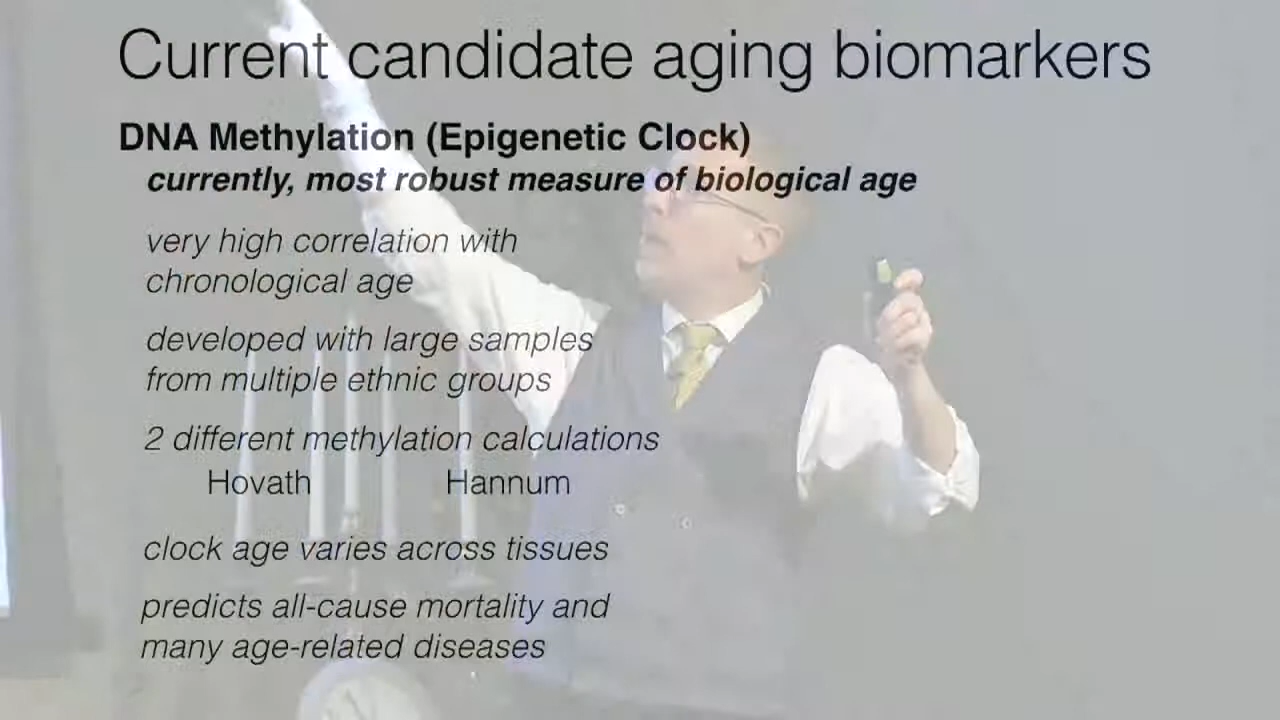 Current candidate aging biomarkers
DNA Methylation (Epigenetic Clock)
currently, most robust measure of biological age
very high correlation with
chronological age
developed with large samples
from multiple ethnic groups
2 different methylation calculations
Hovath Hannum
clock age varies across tissues
predicts all-cause mortality and
many age-related diseases